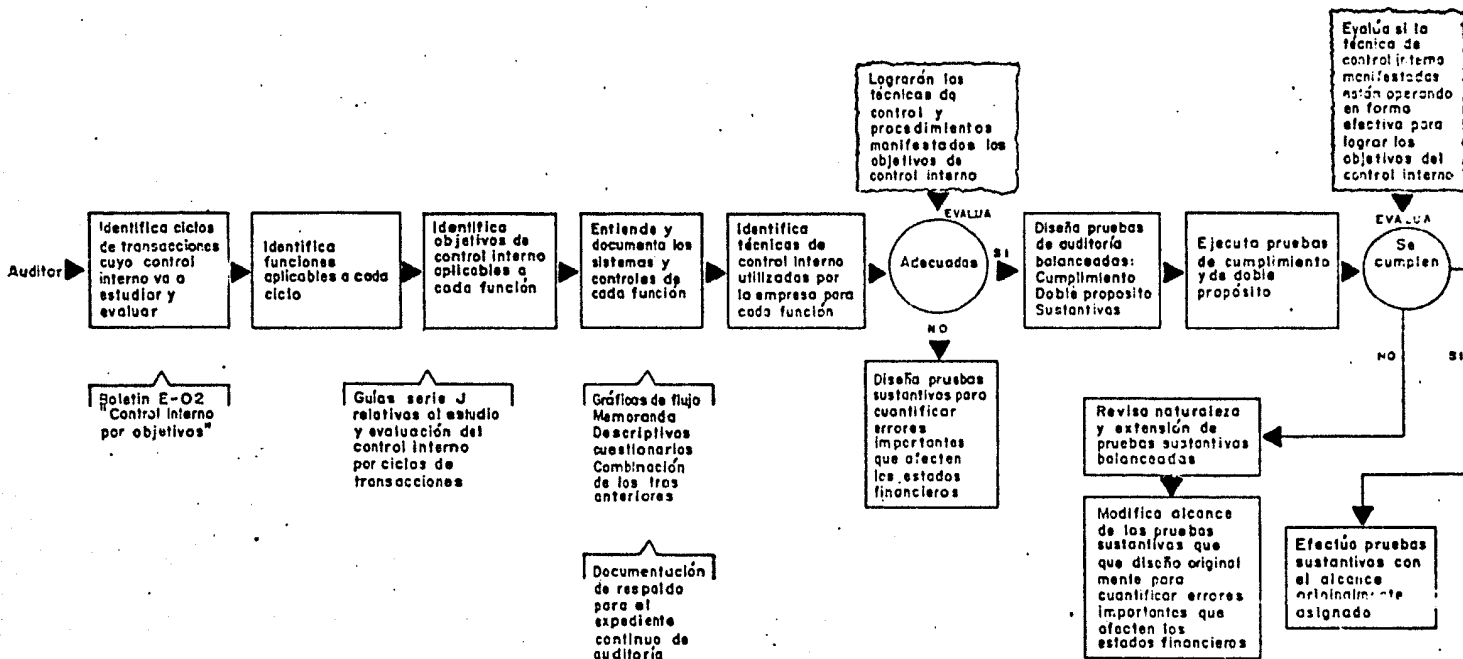 Auditor
Identifica ciclos
de transacciones
cuyo control
interno va a
estudiar y
evaluar
Boletin E-02
"Control Interno
por objetivos"
Identifica
funciones
aplicables a cada
ciclo
Guías serie J
relativas al estudio
y evaluación del
control interno
por ciclos de
transacciones
Identifica
objetivos de
control interno
aplicables a
cada función
Entiende y
documenta los
sistemas y
controles de
cada función
Gráficas de flujo
Memoranda
Descriptivos
cuestionarios
Combinación
de los tres
anteriores
Documentación
de respaldo
para el
expediente
continuo de
auditoría
Identifica
técnicas de
control interno
utilizadas por
la empresa para
cada función
Lograrán las
técnicas de
control y
procedimientos
manifestados los
objetivos de
control interno
EVALUA
Adecuadas
SI
NO
Diseña pruebas
sustantivas para
cuantificar
errores
importantes
que afecten
los estados
financieros
Diseña pruebas
de auditoría
balanceadas:
Cumplimiento
Doble proposito
Sustantivas
Ejecuta pruebas
de cumplimiento
y de doble
propósito
Evalúa si la
técnica de
control interno
manifestadas
están operando
en forma
efectiva para
lograr los
objetivos del
control interno
EVALUA
Se
cumplen
NO
SI
Revisa naturaleza
y extensión de
pruebas sustantivas
balanceadas
Modifica alcance
de las pruebas
sustantivas que
que diseño original
mente para
cuantificar errores
importantes que
afecten los
estados financieros
Efectúa pruebas
sustantivas con
el alcance
originalmente
asignado